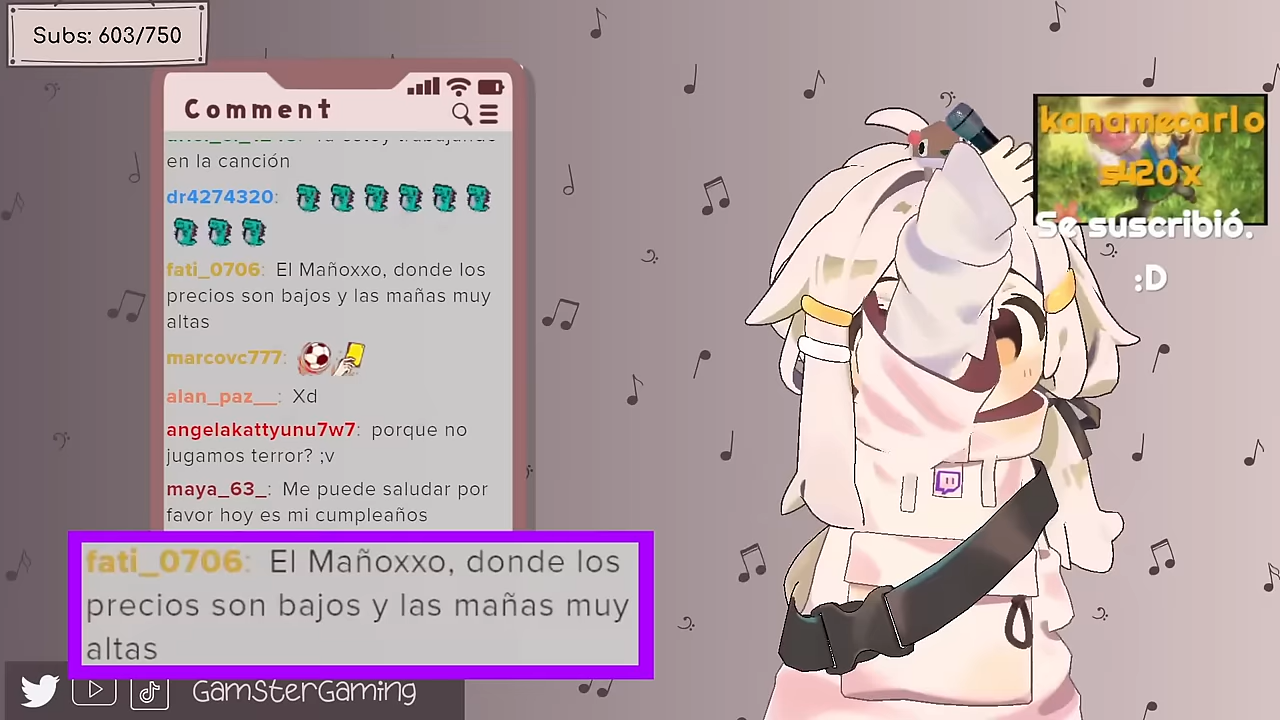 Subs: 603/750
Comment
en la canción
dr4274320:
fati_0706: El Mañoxxo, donde los
precios son bajos y las mañas muy
altas
marcovc777:
alan_paz__: Xd
angelakattyunu7w7: porque no
jugamos terror? ;v
maya_63_: Me puede saludar por
favor hoy es mi cumpleaños
fati_0706: El Mañoxxo, donde los
precios son bajos y las mañas muy
altas
GamSterGaming
kanamecarlo
s420x
Se suscribió.
:D